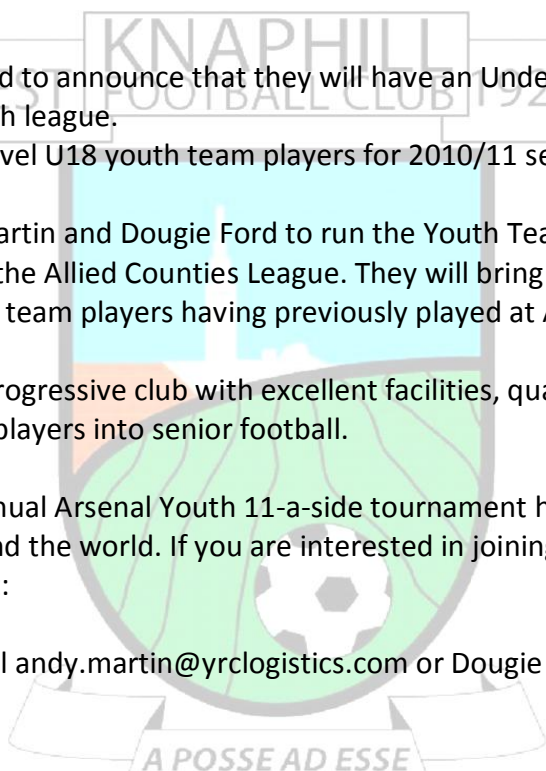 KNAPHILL
FOOTBALL CLUB
d to announce that they will have an Unde
h league.
vel U18 youth team players for 2010/11 se
artin and Dougie Ford to run the Youth Tea
the Allied Counties League. They will bring
team players having previously played at A
rogressive club with excellent facilities, qua
players into senior football.
nual Arsenal Youth 11-a-side tournament h
nd the world. If you are interested in joining
:
l andy.martin@yrclogistics.com or Dougie
A POSSE AD ESSE